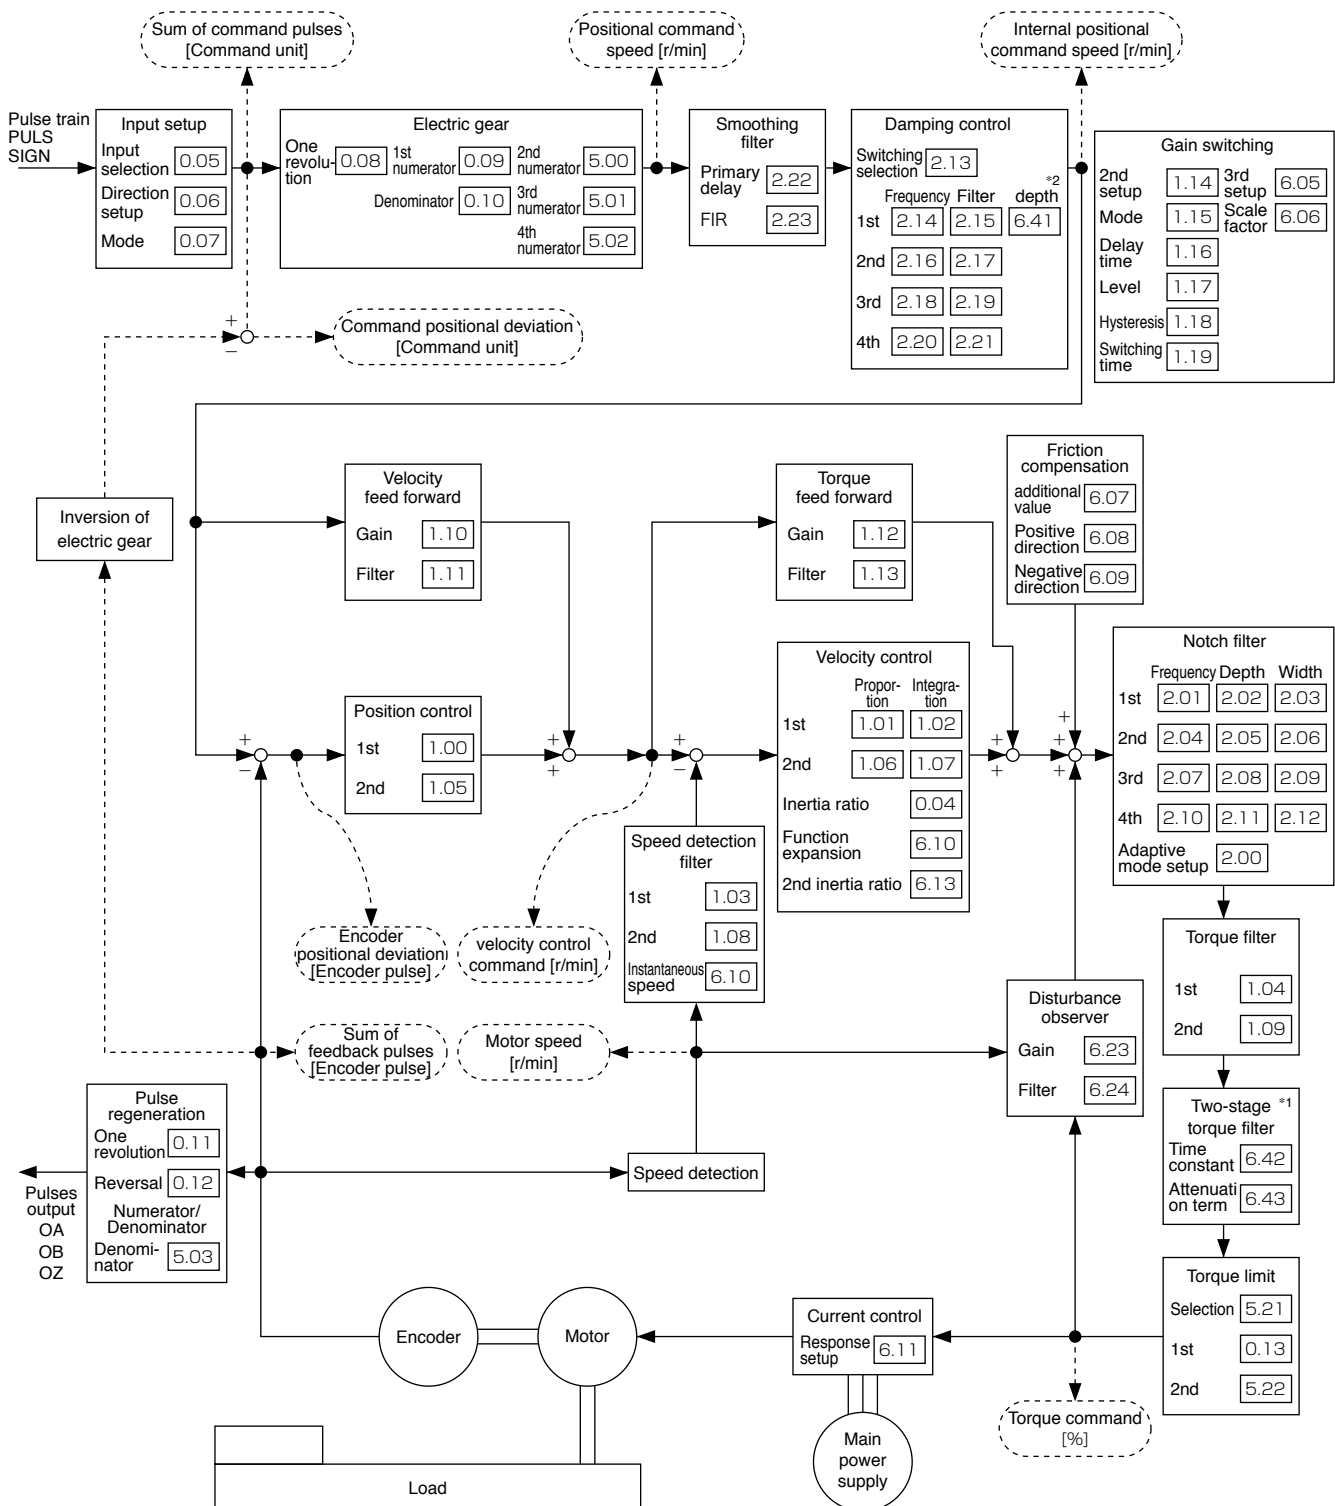 Sum of command pulses
[Command unit]
Positional command
speed [r/min]
Internal positional
command speed [r/min]
Pulse train
PULS
SIGN
Input setup
Input
selection
0.05
Direction
setup
0.06
Mode
0.07
Electric gear
One
revolu-
tion
0.08
1st
numerator
0.09
2nd
numerator
5.00
Denominator
0.10
3rd
numerator
5.01
4th
numerator
5.02
Smoothing
filter
Primary
delay
2.22
FIR
2.23
Damping control
Switching
selection
2.13
*2
Frequency Filter depth
1st 2.14 2.15 6.41
2nd 2.16 2.17
3rd 2.18 2.19
4th 2.20 2.21
Gain switching
2nd
setup
1.14
3rd
setup
6.05
Mode
1.15
Scale
factor
6.06
Delay
time
1.16
Level
1.17
Hysteresis
1.18
Switching
time
1.19
+
−
Command positional deviation
[Command unit]
Inversion of
electric gear
Velocity
feed forward
Gain 1.10
Filter 1.11
Torque
feed forward
Gain 1.12
Filter 1.13
Friction
compensation
additional
value
6.07
Positive
direction
6.08
Negative
direction
6.09
+
−
Position control
1st 1.00
2nd 1.05
+
+
+
−
Velocity control
Propor-
tion
Integra-
tion
1st 1.01 1.02
2nd 1.06 1.07
Inertia ratio 0.04
Function
expansion
6.10
2nd inertia ratio 6.13
+
+
+
+
+
Notch filter
Frequency Depth Width
1st 2.01 2.02 2.03
2nd 2.04 2.05 2.06
3rd 2.07 2.08 2.09
4th 2.10 2.11 2.12
Adaptive
mode setup
2.00
Speed detection
filter
1st 1.03
2nd 1.08
Instantaneous
speed
6.10
Encoder
positional deviation
[Encoder pulse]
velocity control
command [r/min]
Torque filter
1st 1.04
2nd 1.09
Disturbance
observer
Gain 6.23
Filter 6.24
Sum of
feedback pulses
[Encoder pulse]
Motor speed
[r/min]
Pulse
regeneration
One
revolution
0.11
Reversal 0.12
Numerator/
Denominator
Denomi-
nator
5.03
Pulses
output
OA
OB
OZ
Speed detection
Two-stage *1
torque filter
Time
constant
6.42
Attenuati
on term
6.43
Torque limit
Selection 5.21
1st 0.13
2nd 5.22
Encoder
Motor
Current control
Response
setup
6.11
Torque command
[%]
Main
power
supply
Load